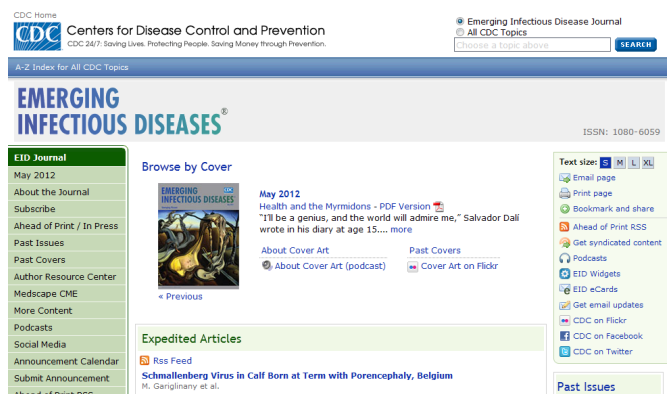 CDC Home
CDC
Centers for Disease Control and Prevention
CDC 24/7: Saving Lives. Protecting People. Saving Money through Prevention.
Emerging Infectious Disease Journal
All CDC Topics
Choose a topic above
SEARCH
A-Z Index for All CDC Topics
EMERGING
INFECTIOUS DISEASES®
ISSN: 1080-6059
EID Journal
May 2012
About the Journal
Subscribe
Ahead of Print / In Press
Past Issues
Past Covers
Author Resource Center
Medscape CME
More Content
Podcasts
Social Media
Announcement Calendar
Submit Announcement
Ahead of Print RSS
Browse by Cover
EMERGING
INFECTIOUS DISEASES
May 2012
Health and the Myrmidons - PDF Version
"I'll be a genius, and the world will admire me," Salvador Dalí
wrote in his diary at age 15.... more
About Cover Art
Past Covers
About Cover Art (podcast)
Cover Art on Flickr
« Previous
Expedited Articles
Rss Feed
Schmallenberg Virus in Calf Born at Term with Porencephaly, Belgium
M. Gariglinany et al.
Text size: S M L XL
Email page
Print page
Bookmark and share
Ahead of Print RSS
Get syndicated content
Podcasts
EID Widgets
EID eCards
Get email updates
CDC on Flickr
CDC on Facebook
CDC on Twitter
Past Issues